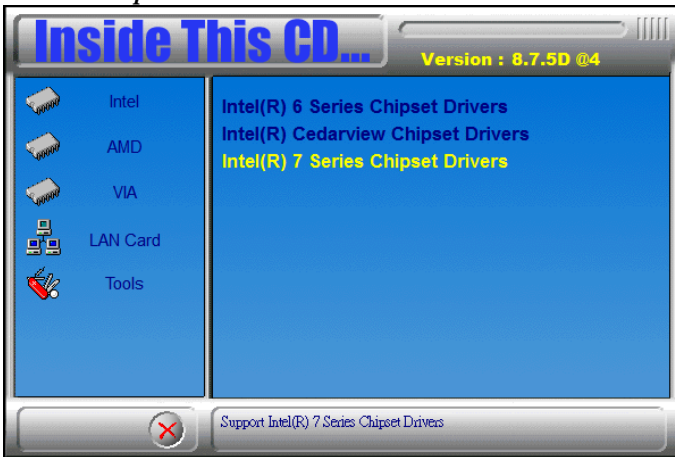 Inside This CD...
Version : 8.7.5D @4
Intel
AMD
VIA
LAN Card
Tools
Intel(R) 6 Series Chipset Drivers
Intel(R) Cedarview Chipset Drivers
Intel(R) 7 Series Chipset Drivers
Support Intel(R) 7 Series Chipset Drivers